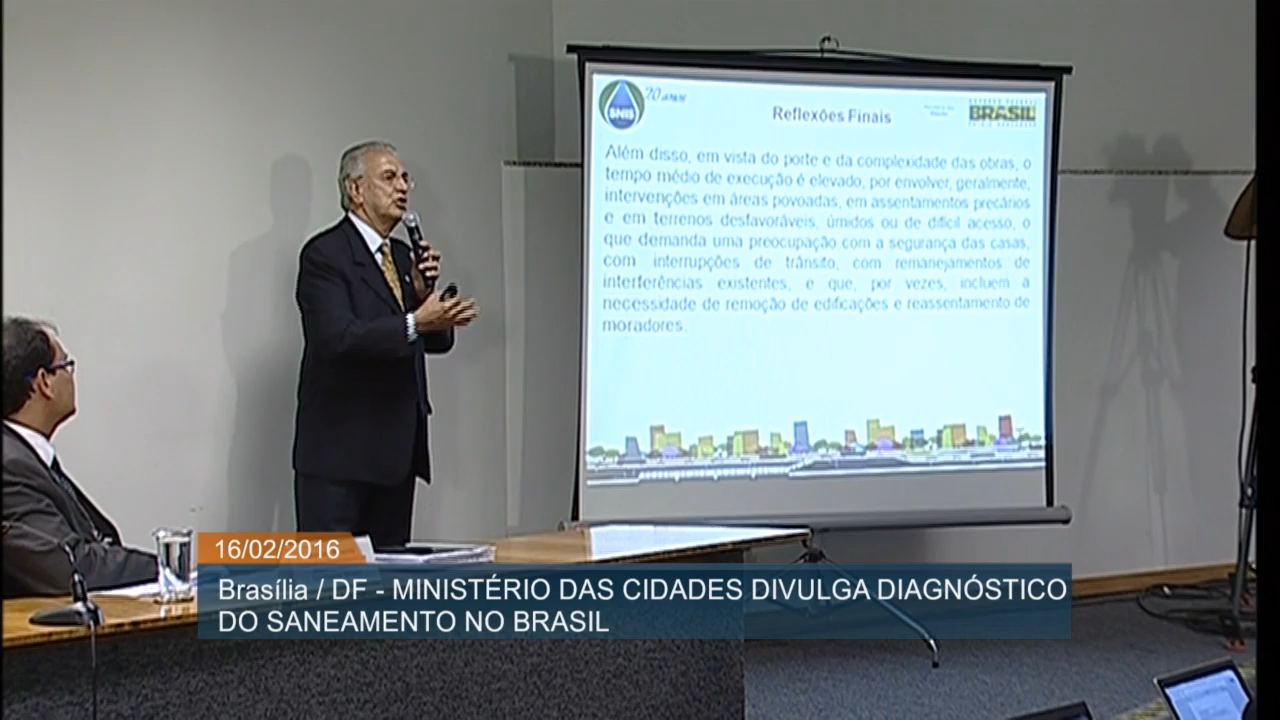 20 anos
SNIS
Reflexões Finais
BRASIL
Além disso, em vista do porte e da complexidade das obras, o
tempo médio de execução é elevado, por envolver, geralmente,
intervenções em áreas povoadas, em assentamentos precários
e em terrenos desfavoráveis, úmidos ou de difícil acesso, o
que demanda uma preocupação com a segurança das casas,
com interrupções de trânsito, com remanejamentos de
interferências existentes, e que, por vezes, incluem a
necessidade de remoção de edificações e reassentamento de
moradores.
16/02/2016
Brasília / DF - MINISTÉRIO DAS CIDADES DIVULGA DIAGNÓSTICO
DO SANEAMENTO NO BRASIL